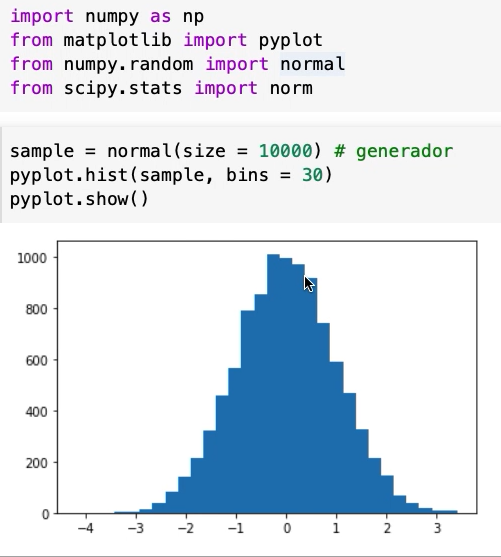 import numpy as np
from matplotlib import pyplot
from numpy.random import normal
from scipy.stats import norm
sample = normal(size = 10000) # generador
pyplot.hist(sample, bins = 30)
pyplot.show()
1000
800
600
400
200
0
−4 −3 −2 −1 0 1 2 3